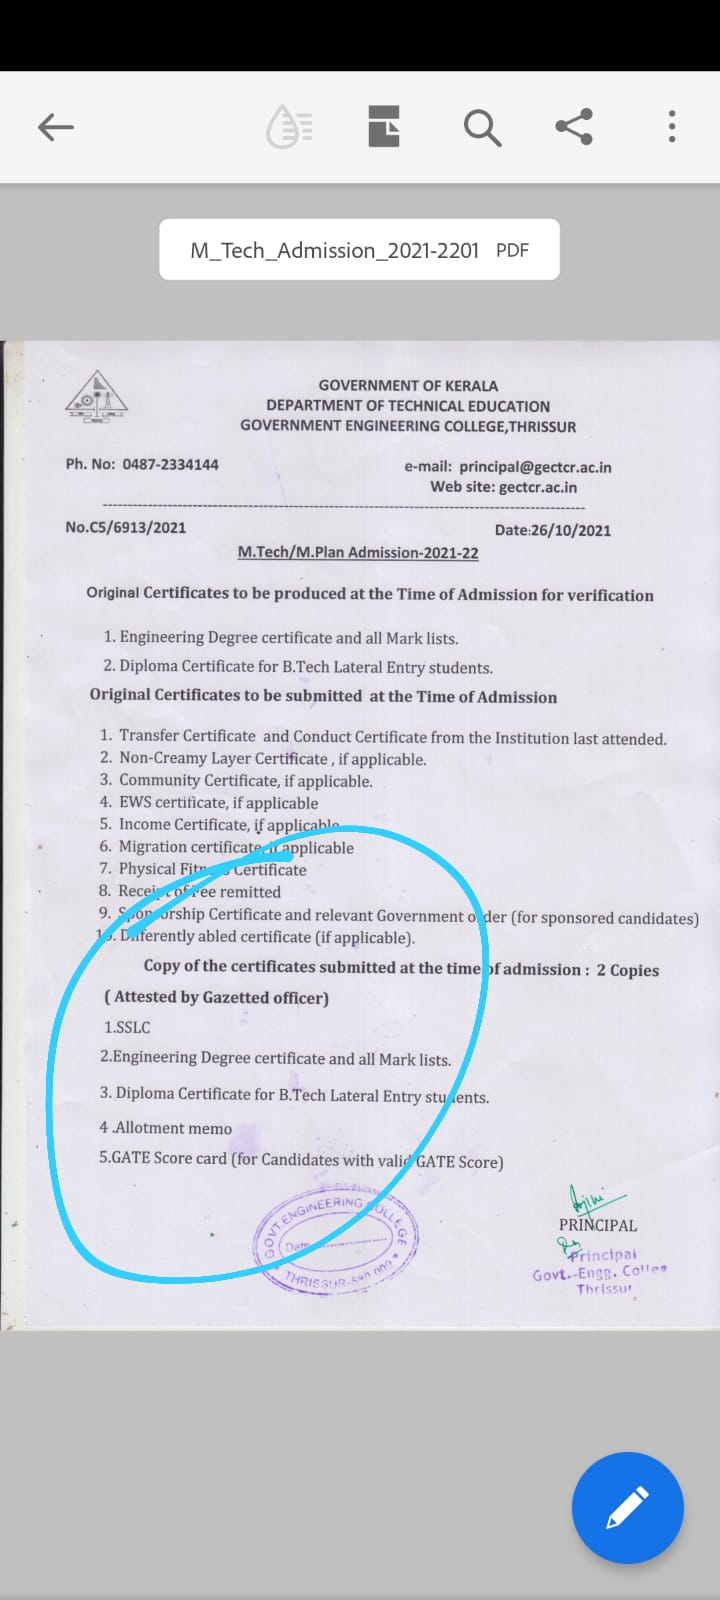 M_Tech_Admission_2021-2201 PDF
GOVERNMENT OF KERALA
DEPARTMENT OF TECHNICAL EDUCATION
GOVERNMENT ENGINEERING COLLEGE,THRISSUR
Ph. No: 0487-2334144
e-mail: principal@gectcr.ac.in
Web site: gectcr.ac.in
No.C5/6913/2021
Date:26/10/2021
M.Tech/M.Plan Admission-2021-22
Original Certificates to be produced at the Time of Admission for verification
1. Engineering Degree certificate and all Mark lists.
2. Diploma Certificate for B.Tech Lateral Entry students.
Original Certificates to be submitted at the Time of Admission
1. Transfer Certificate and Conduct Certificate from the Institution last attended.
2. Non-Creamy Layer Certificate , if applicable.
3. Community Certificate, if applicable.
4. EWS certificate, if applicable
5. Income Certificate, if applicable
6. Migration certificate, if applicable
7. Physical Fitness Certificate
8. Receipt of Fee remitted
9. Sponsorship Certificate and relevant Government order (for sponsored candidates)
10. Differently abled certificate (if applicable).
Copy of the certificates submitted at the time of admission : 2 Copies
( Attested by Gazetted officer)
1.SSLC
2.Engineering Degree certificate and all Mark lists.
3. Diploma Certificate for B.Tech Lateral Entry students.
4 .Allotment memo
5.GATE Score card (for Candidates with valid GATE Score)
GOVT.ENGINEERING COLLEGE
Date
THRISSUR-680 009
PRINCIPAL
Principal
Govt.-Engg. College
Thrissur